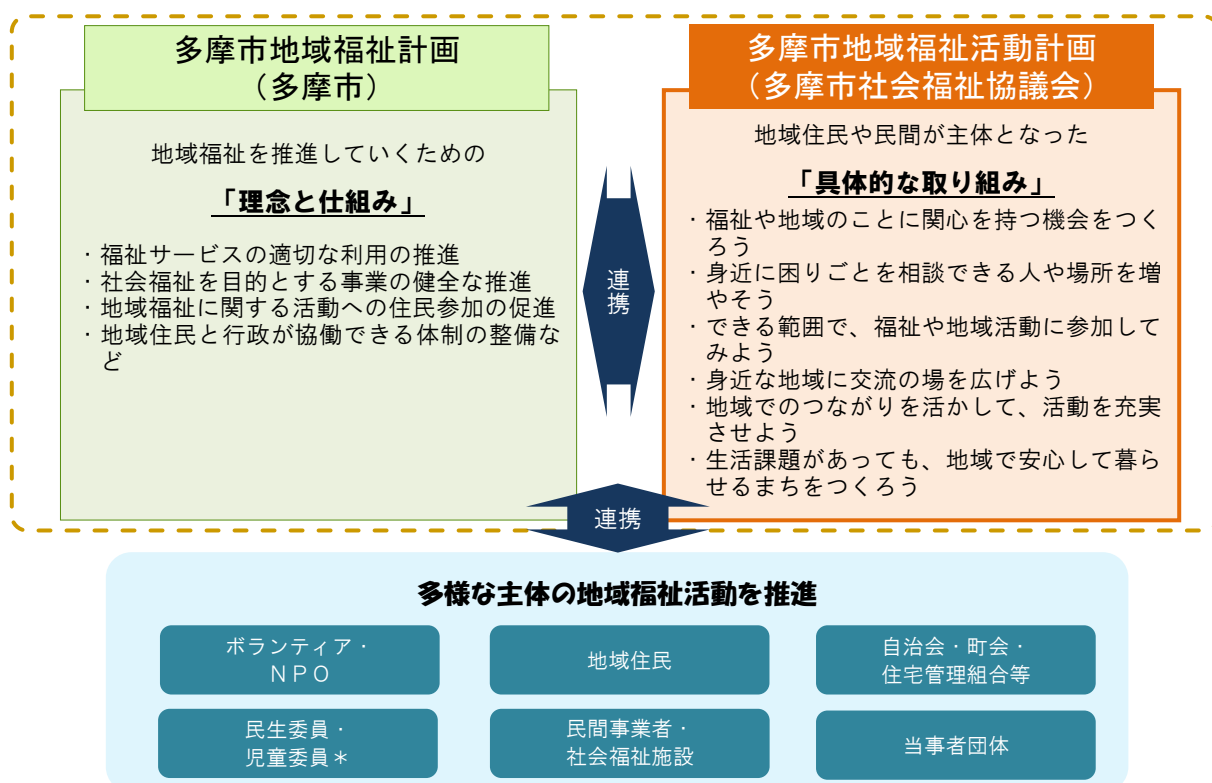 多摩市地域福祉計画
（多摩市）
地域福祉を推進していくための
「理念と仕組み」
・福祉サービスの適切な利用の推進
・社会福祉を目的とする事業の健全な推進
・地域福祉に関する活動への住民参加の促進
・地域住民と行政が協働できる体制の整備な
ど
連
携
多摩市地域福祉活動計画
（多摩市社会福祉協議会）
地域住民や民間が主体となった
「具体的な取り組み」
・福祉や地域のことに関心を持つ機会をつく
ろう
・身近に困りごとを相談できる人や場所を増
やそう
・できる範囲で、福祉や地域活動に参加して
みよう
・身近な地域に交流の場を広げよう
・地域でのつながりを活かして、活動を充実
させよう
・生活課題があっても、地域で安心して暮ら
せるまちをつくろう
連携
多様な主体の地域福祉活動を推進
ボランティア・
ＮＰＯ
地域住民
自治会・町会・
住宅管理組合等
民生委員・
児童委員＊
民間事業者・
社会福祉施設
当事者団体